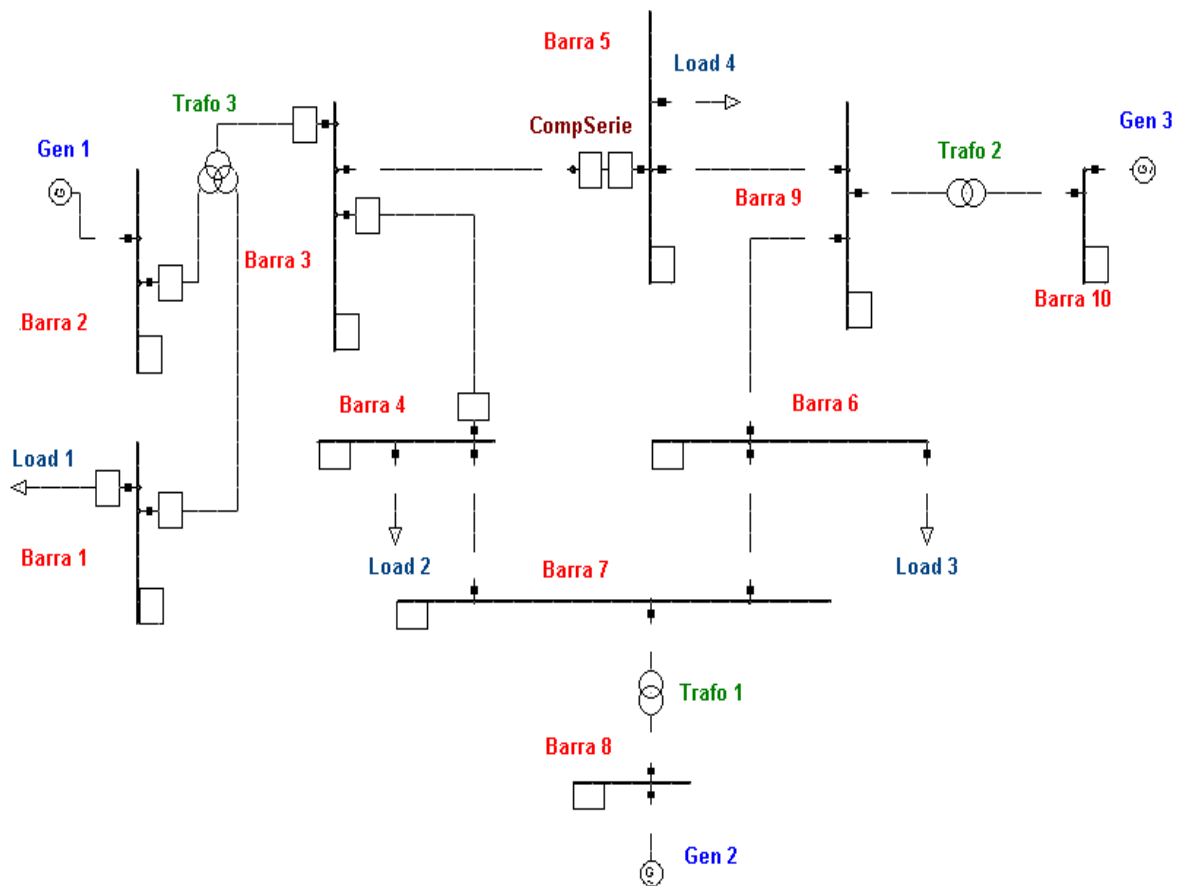 Barra 5
Load 4
Trafo 3
CompSerie
Gen 1
Gen 3
Trafo 2
G
G
Barra 9
Barra 3
Barra 10
.Barra 2
Barra 4
Barra 6
Load 1
Barra 1
Load 2
Barra 7
Load 3
Trafo 1
Barra 8
Gen 2
G